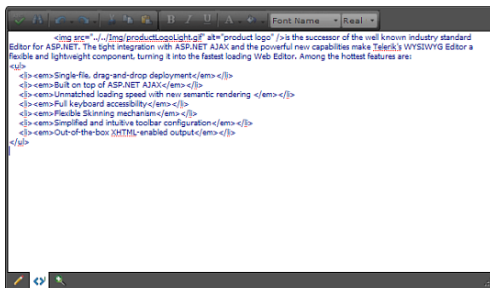 B I U A Font Name Real
<img src="../../Img/productLogoLight.gif" alt="product logo" />is the successor of the well known industry standard
Editor for ASP.NET. The tight integration with ASP.NET AJAX and the powerful new capabilities make Telerik's WYSIWYG Editor a
flexible and lightweight component, turning it into the fastest loading Web Editor. Among the hottest features are:
<ul>
<li><em>Single-file, drag-and-drop deployment</em></li>
<li><em>Built on top of ASP.NET AJAX</em></li>
<li><em>Unmatched loading speed with new semantic rendering </em></li>
<li><em>Full keyboard accessibility</em></li>
<li><em>Flexible Skinning mechanism</em></li>
<li><em>Simplified and intuitive toolbar configuration</em></li>
<li><em>Out-of-the-box XHTML-enabled output</em></li>
</ul>